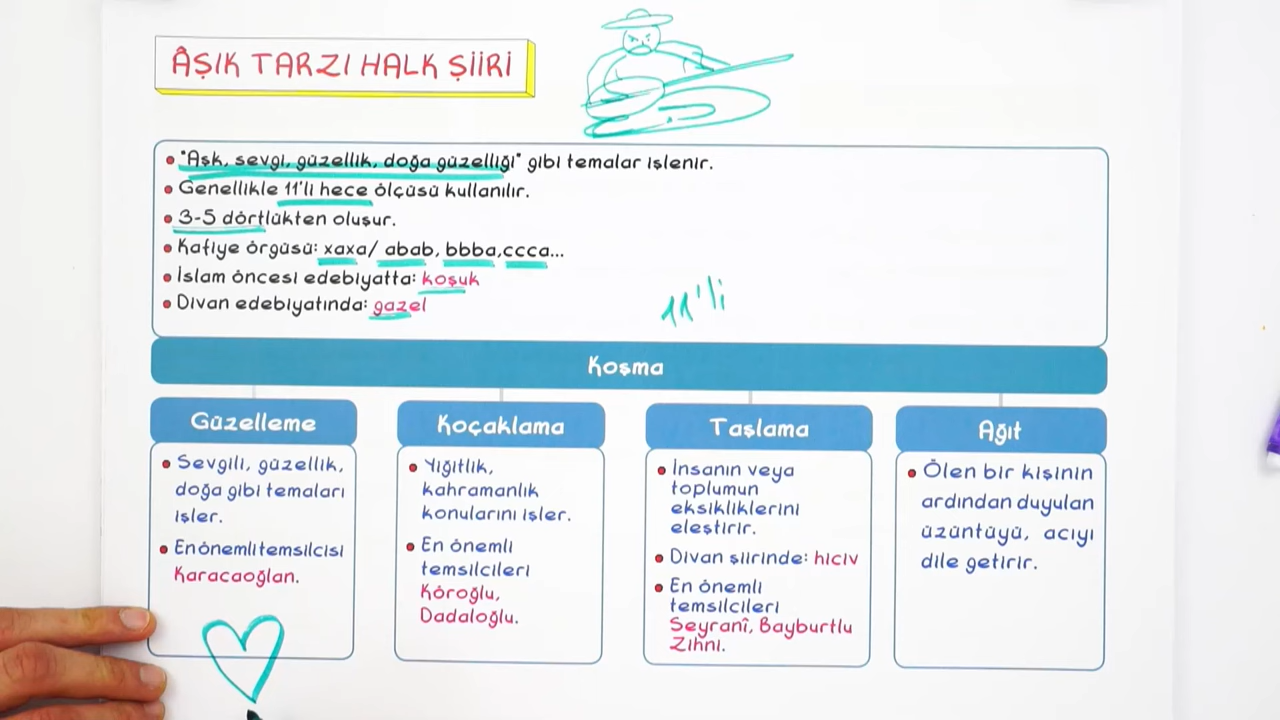 ÂŞIK TARZI HALK ŞİİRİ
• "Aşk, sevgi, güzellik, doğa güzelliği" gibi temalar işlenir.
• Genellikle 11'li hece ölçüsü kullanılır.
• 3-5 dörtlükten oluşur.
• Kafiye örgüsü: xaxa/ abab, bbba,ccca...
• İslam öncesi edebiyatta: koşuk
• Divan edebiyatında: gazel
11'li
Koşma
Güzelleme
• Sevgili, güzellik,
doğa gibi temaları
işler.
• En önemli temsilcisi
Karacaoğlan.
Koçaklama
• Yiğitlik,
kahramanlık
konularını işler.
• En önemli
temsilcileri
Köroğlu,
Dadaloğlu.
Taşlama
• İnsanın veya
toplumun
eksikliklerini
eleştirir.
• Divan şiirinde: hiciv
• En önemli
temsilcileri
Seyranî, Bayburtlu
Zihni.
Ağıt
• Ölen bir kişinin
ardından duyulan
üzüntüyü, acıyı
dile getirir.